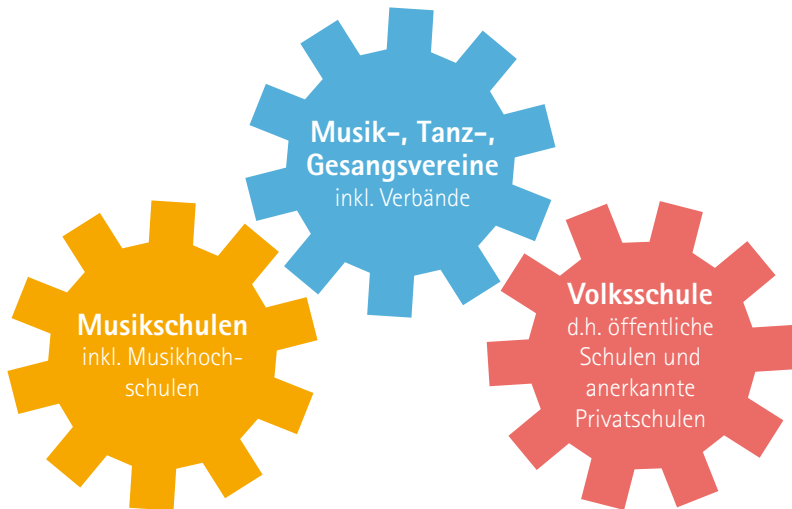 Musik-, Tanz-,
Gesangsvereine
inkl. Verbände
Musikschulen
inkl. Musikhoch-
schulen
Volksschule
d.h. öffentliche
Schulen und
anerkannte
Privatschulen